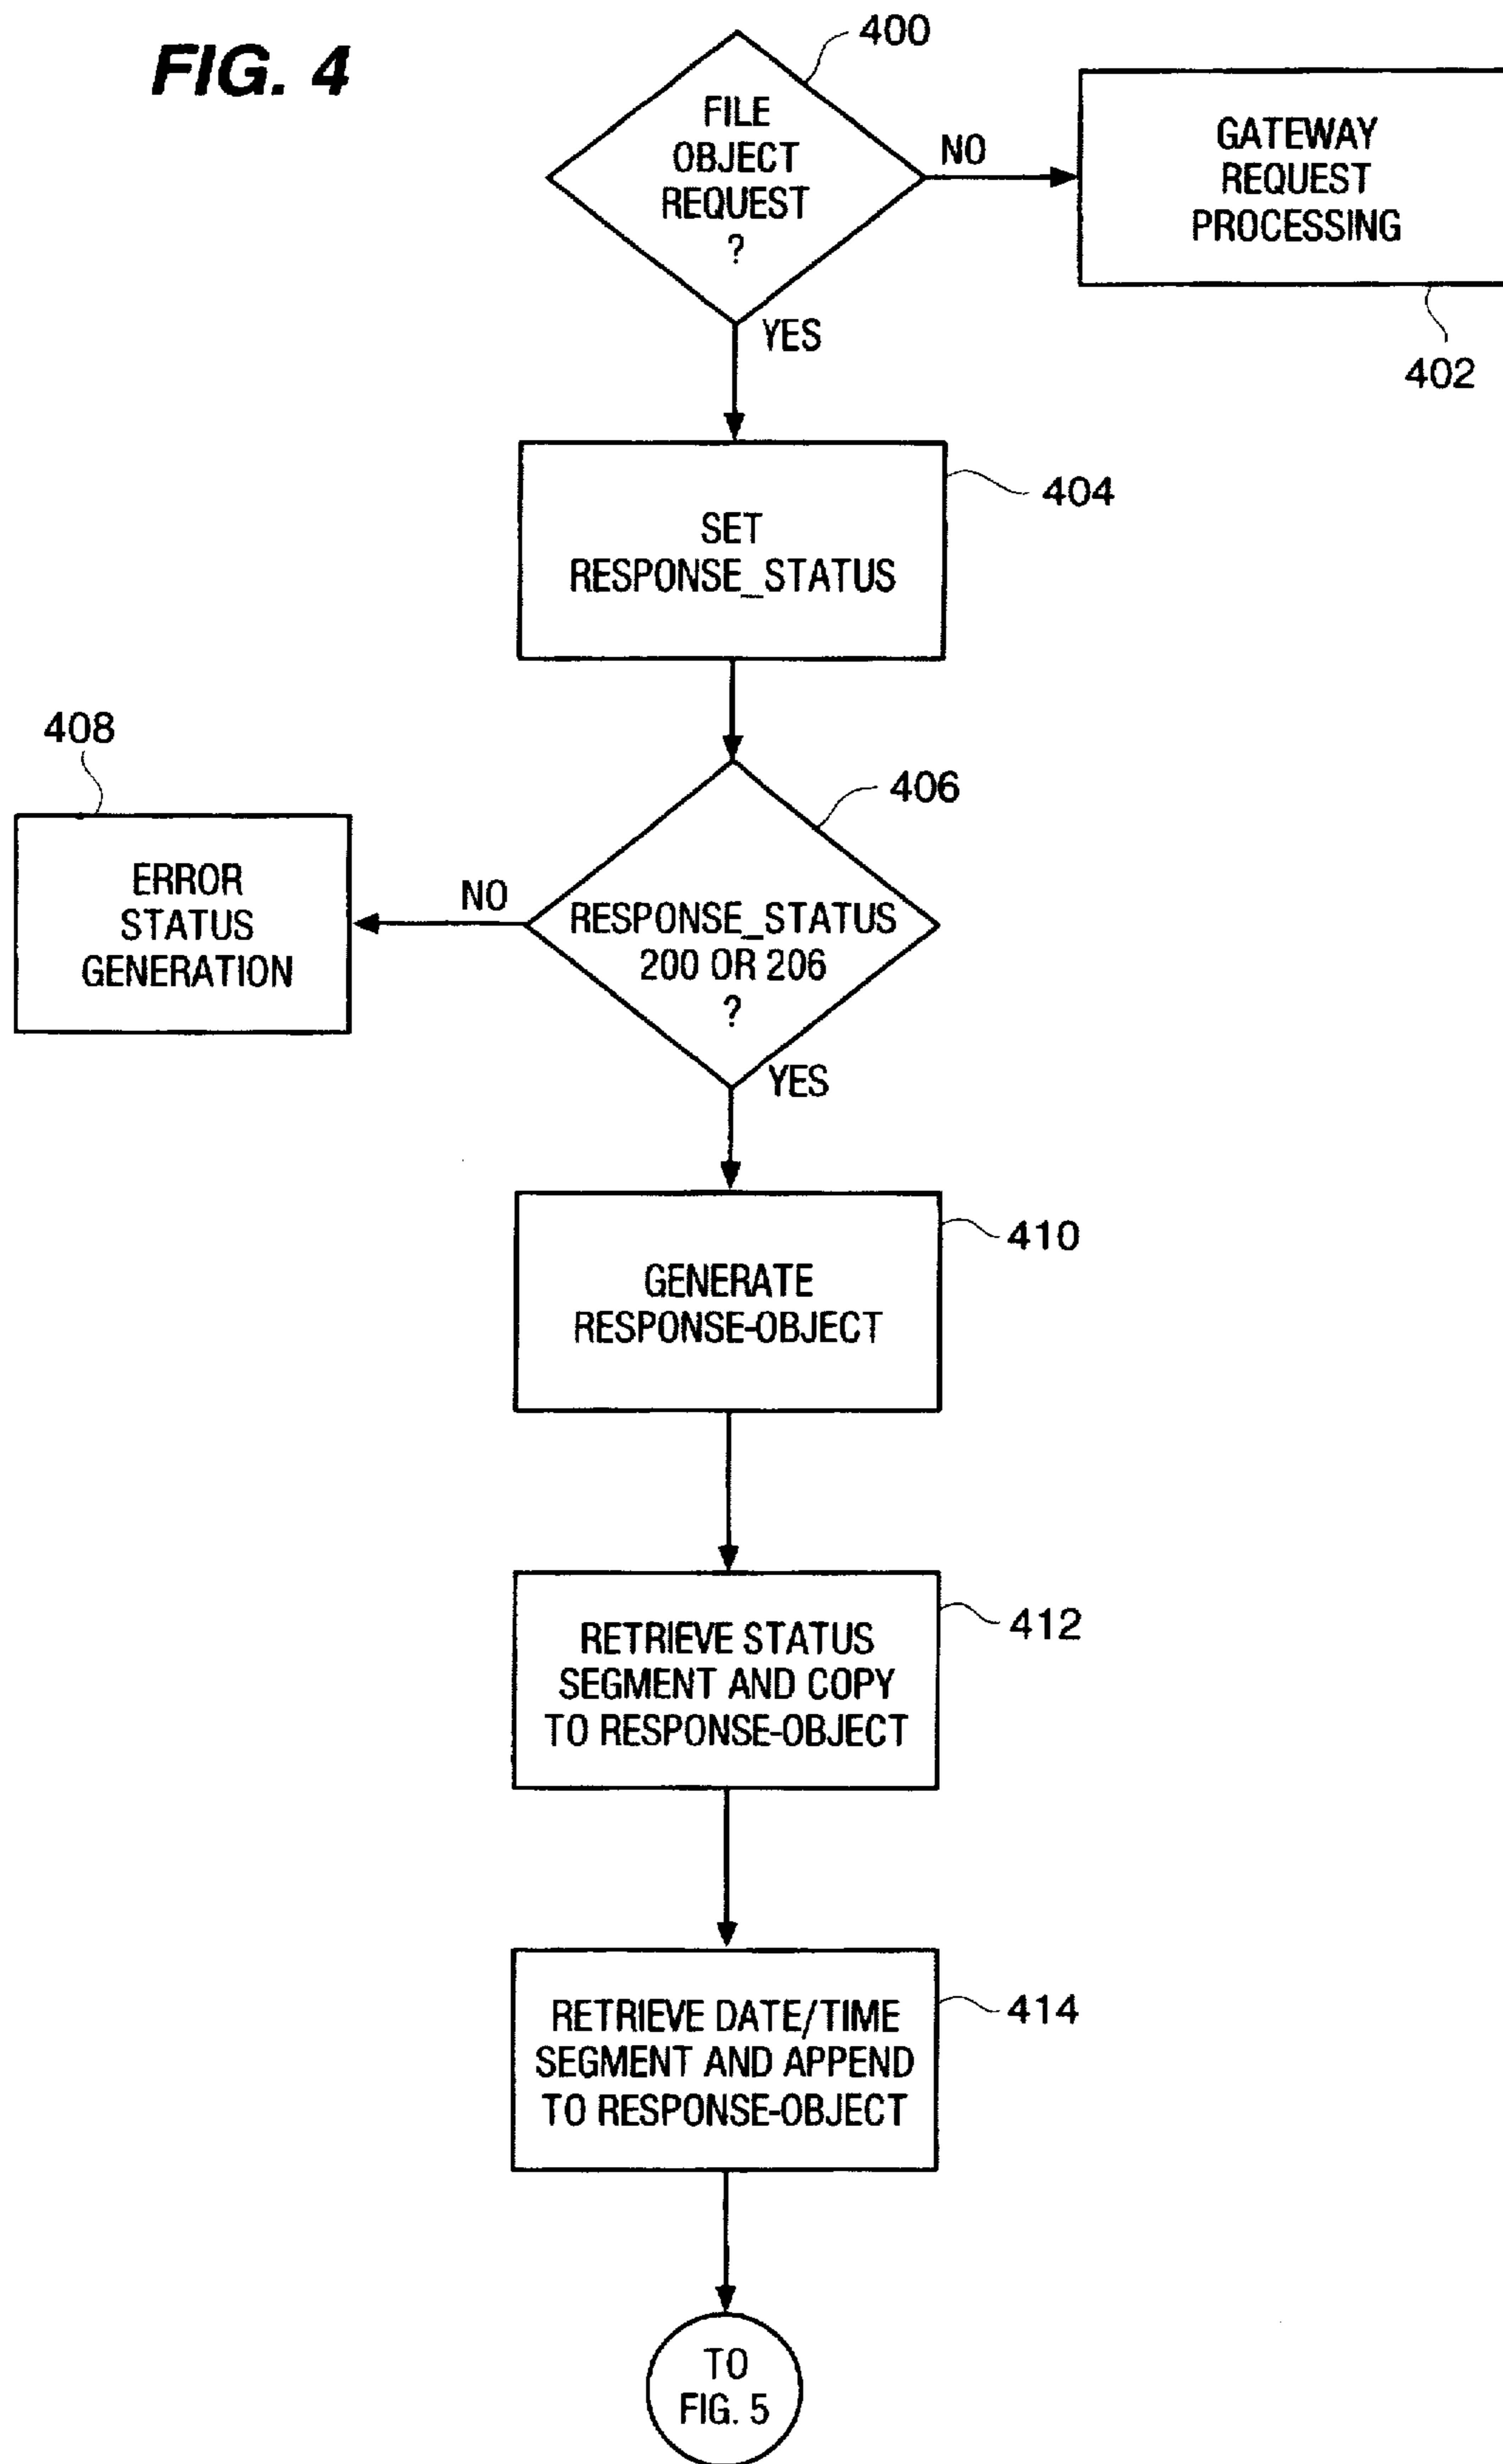 FIG. 4
400
FILE
OBJECT
REQUEST
?
NO
GATEWAY
REQUEST
PROCESSING
402
YES
SET
RESPONSE_STATUS
404
406
RESPONSE_STATUS
200 OR 206
?
NO
408
ERROR
STATUS
GENERATION
YES
GENERATE
RESPONSE-OBJECT
410
RETRIEVE STATUS
SEGMENT AND COPY
TO RESPONSE-OBJECT
412
RETRIEVE DATE/TIME
SEGMENT AND APPEND
TO RESPONSE-OBJECT
414
TO
FIG. 5